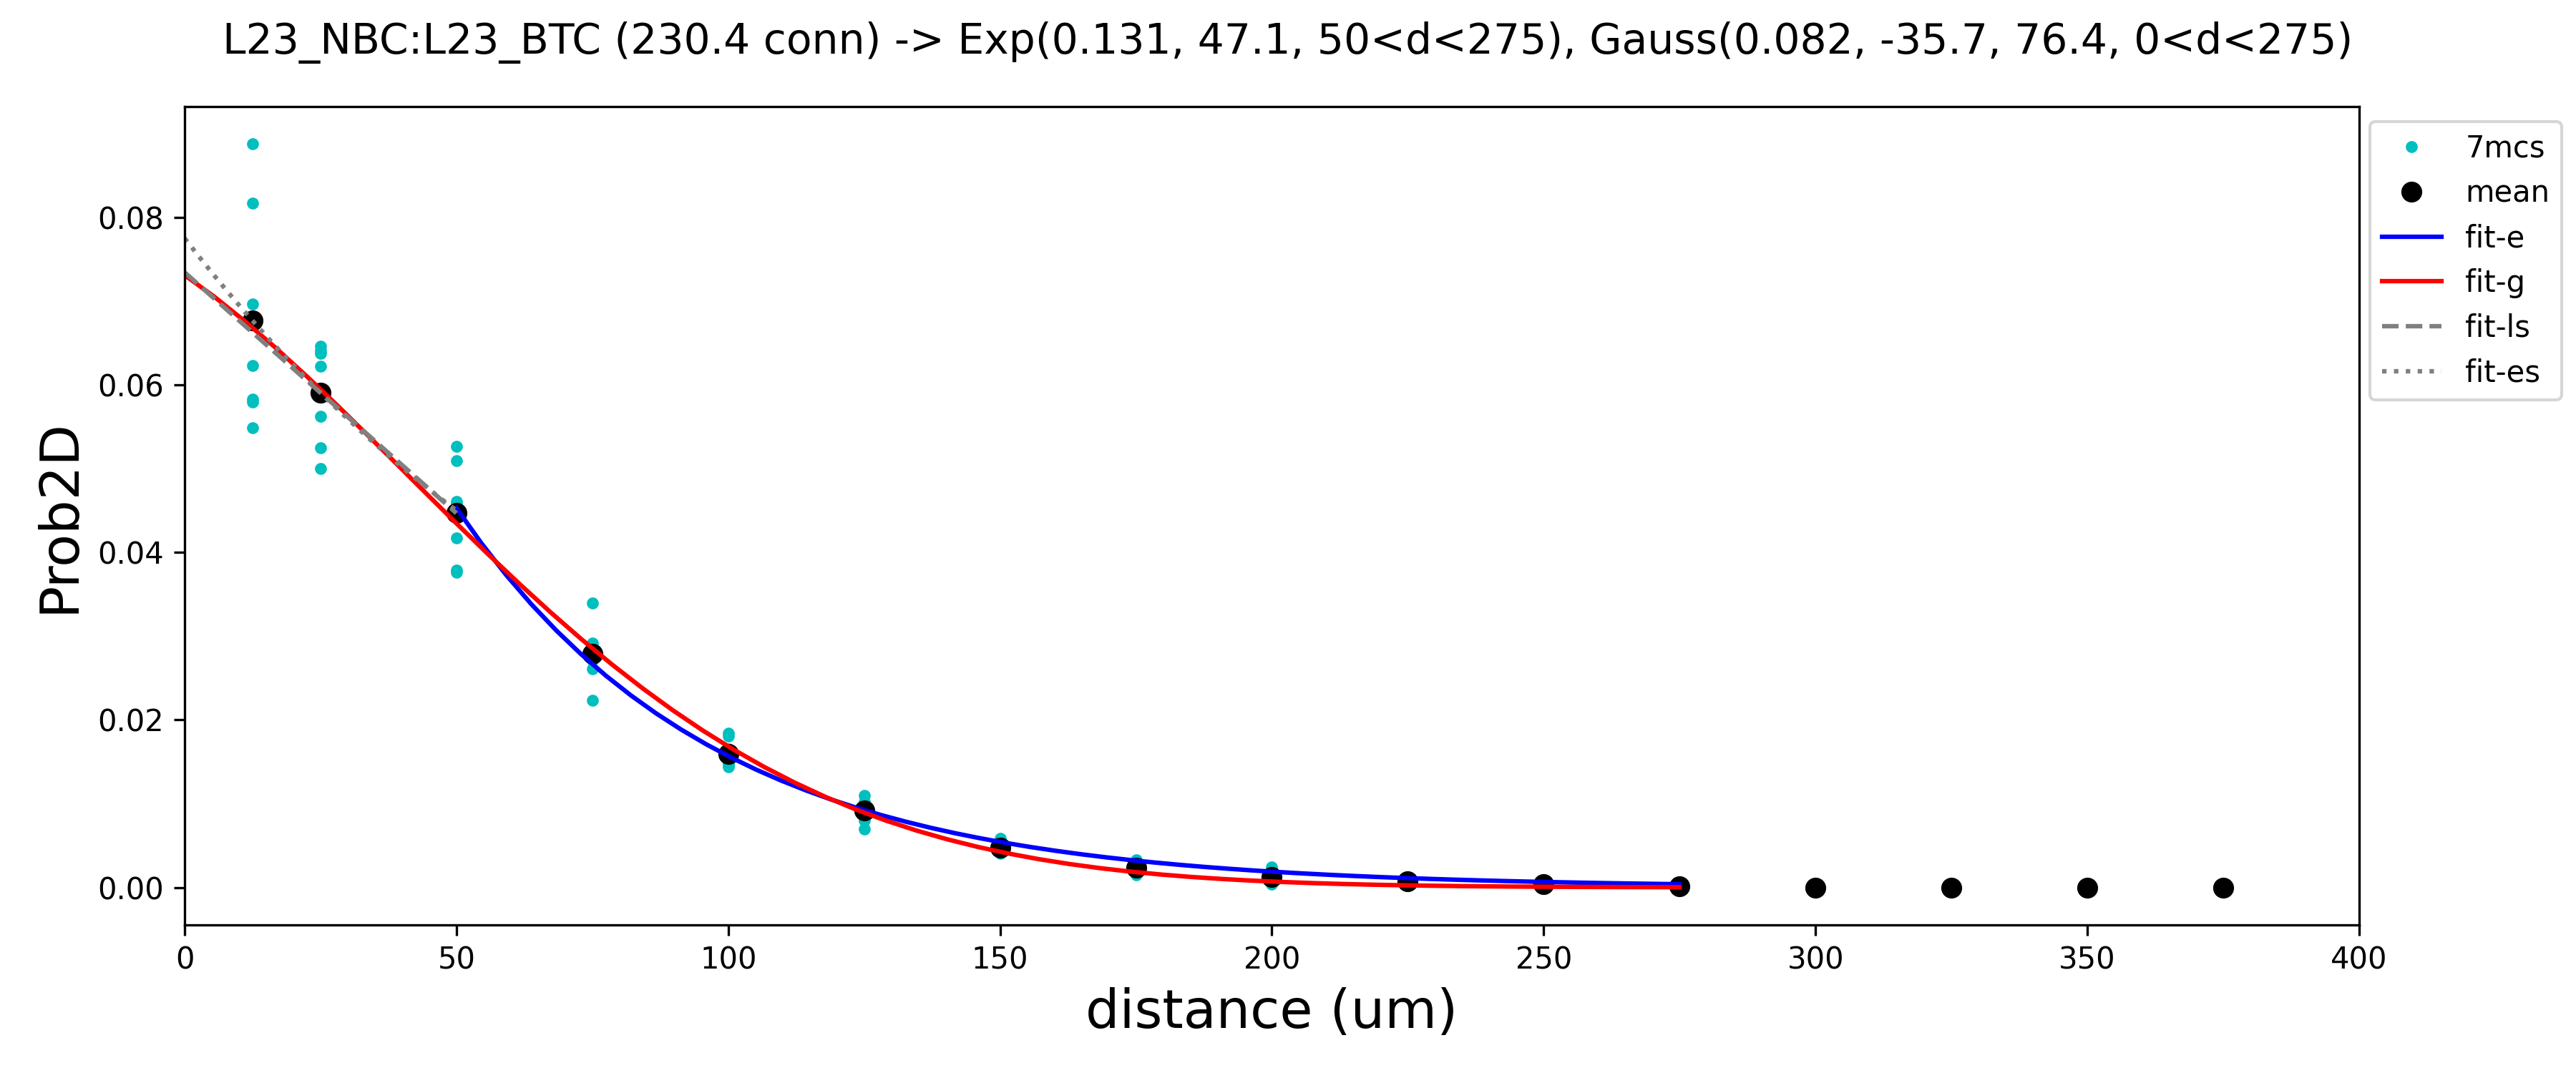 L23_NBC:L23_BTC (230.4 conn) -> Exp(0.131, 47.1, 50<d<275), Gauss(0.082, -35.7, 76.4, 0<d<275)
7mcs
mean
fit-e
fit-g
fit-ls
fit-es
Prob2D
0.08
0.06
0.04
0.02
0.00
0 50 100 150 200 250 300 350 400
distance (um)